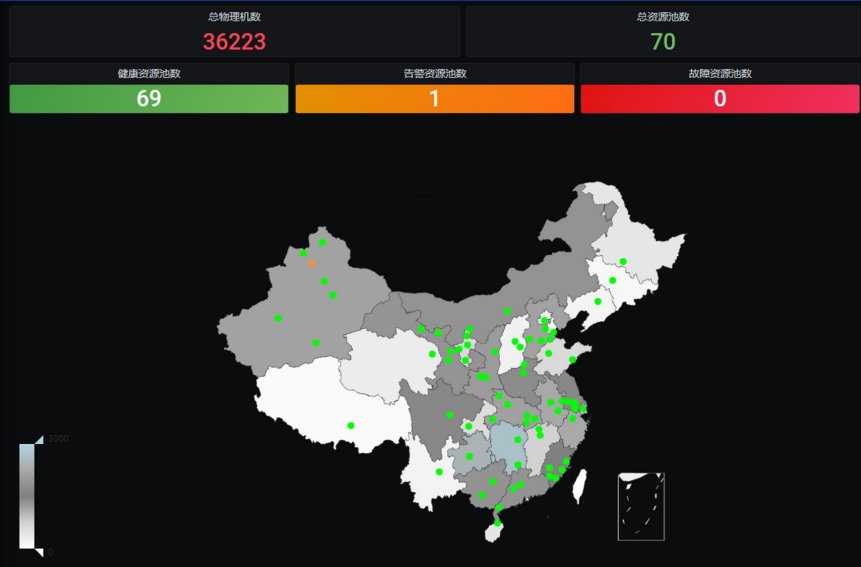 总物理机数
总资源池数
36223
70
健康资源池数
告警资源池数
故障资源池数
69
1
0
3000
0